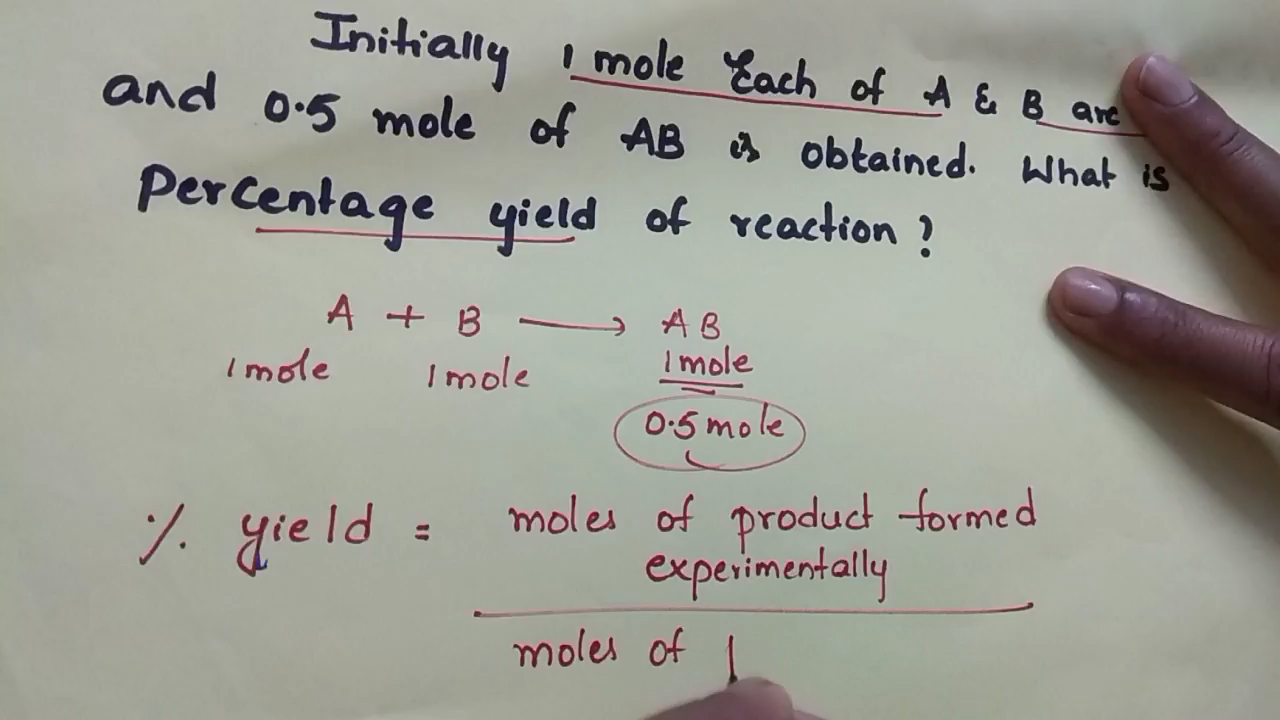 Initially 1 mole Each of A & B are
and 0.5 mole of AB is obtained. What is
Percentage yield of reaction?
A + B ⟶ AB
1 mole 1 mole 1 mole
0.5 mole
% yield = moles of product formed
experimentally
moles of